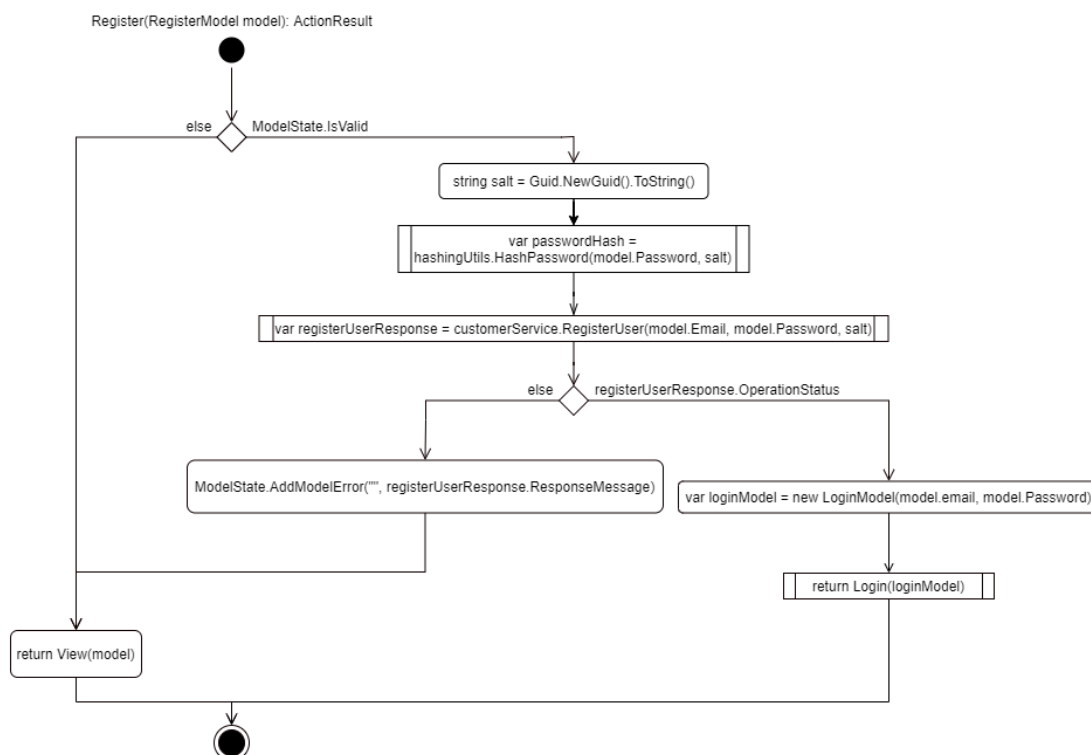 Register(RegisterModel model): ActionResult
else
ModelState.IsValid
string salt = Guid.NewGuid().ToString()
var passwordHash =
hashingUtils.HashPassword(model.Password, salt)
var registerUserResponse = customerService.RegisterUser(model.Email, model.Password, salt)
else
registerUserResponse.OperationStatus
ModelState.AddModelError("", registerUserResponse.ResponseMessage)
var loginModel = new LoginModel(model.email, model.Password)
return Login(loginModel)
return View(model)